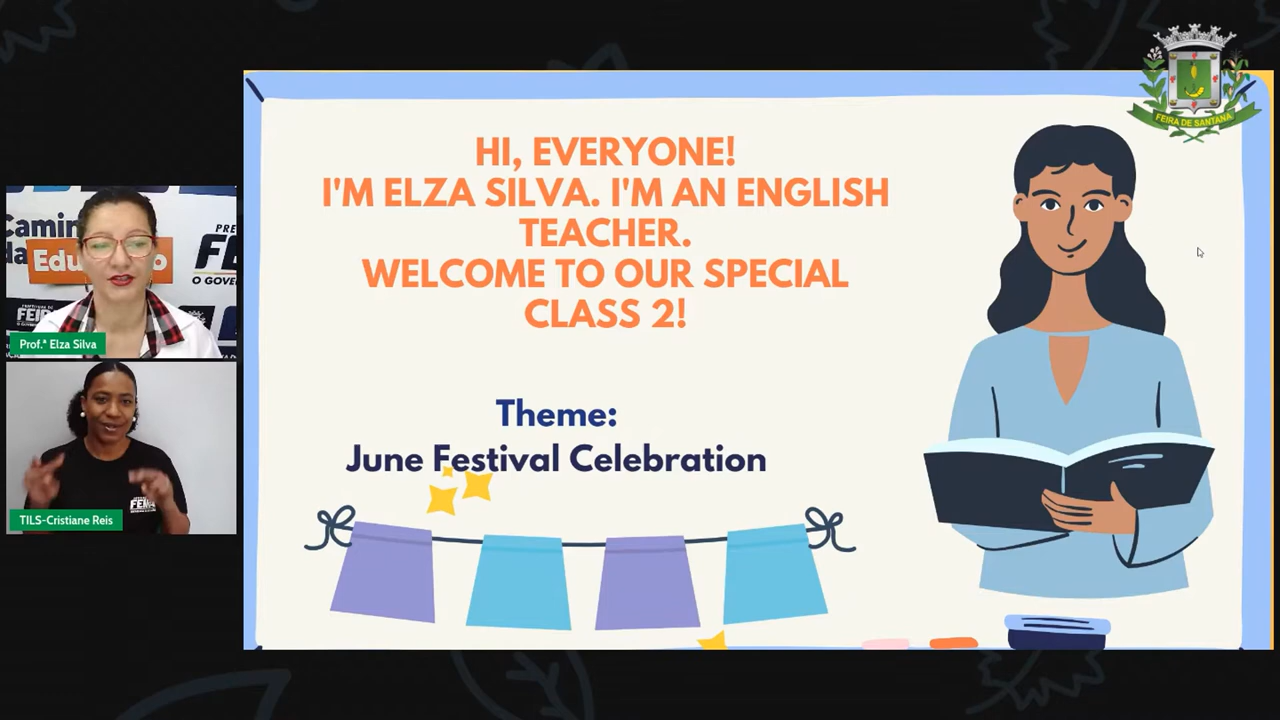 HI, EVERYONE!
I'M ELZA SILVA. I'M AN ENGLISH
TEACHER.
WELCOME TO OUR SPECIAL
CLASS 2!
Theme:
June Festival Celebration
FEIRA DE SANTANA
Prof.ª Elza Silva
TILS-Cristiane Reis